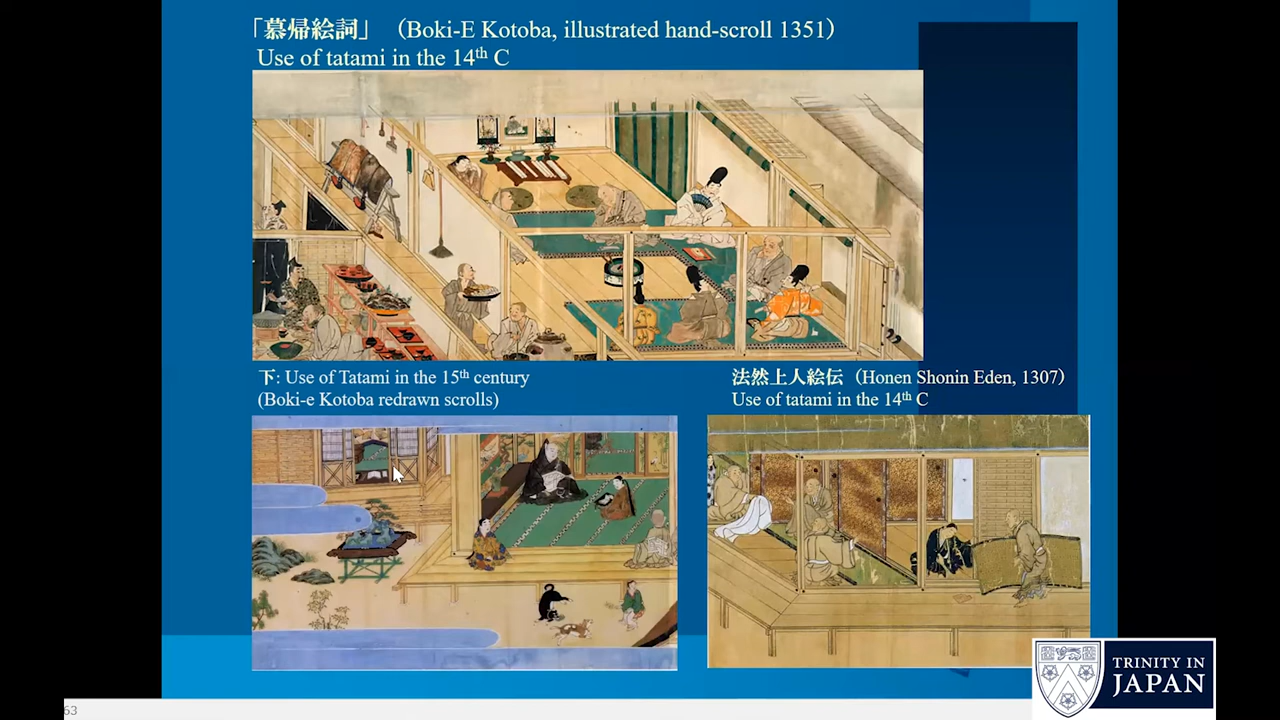 「慕帰絵詞」（Boki-E Kotoba, illustrated hand-scroll 1351）
Use of tatami in the 14th C
下: Use of Tatami in the 15th century
(Boki-e Kotoba redrawn scrolls)
法然上人絵伝（Honen Shonin Eden, 1307）
Use of tatami in the 14th C
TRINITY IN
JAPAN
63